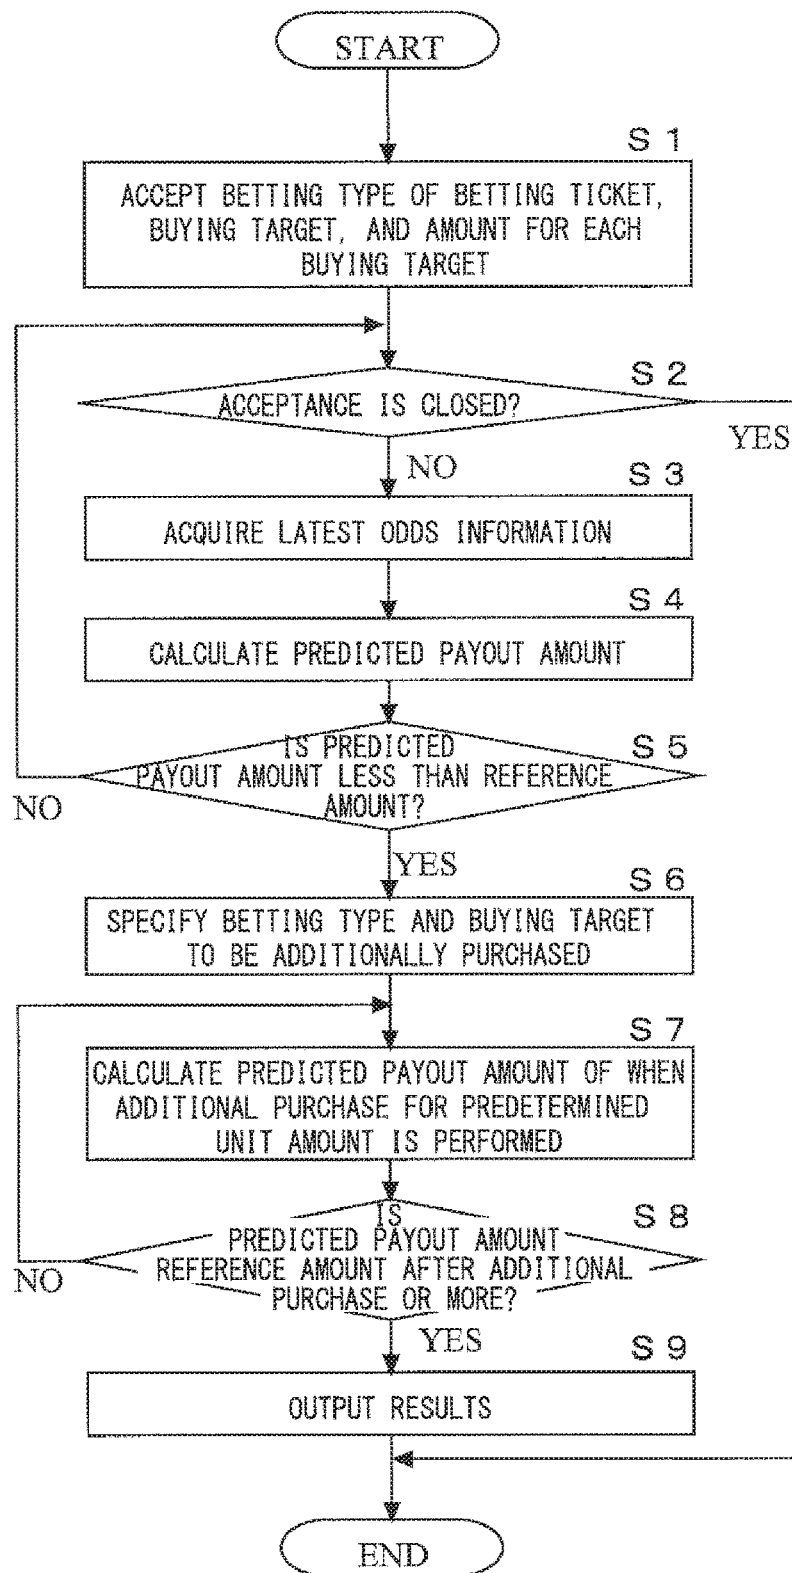 START
S 1
ACCEPT BETTING TYPE OF BETTING TICKET,
BUYING TARGET, AND AMOUNT FOR EACH
BUYING TARGET
S 2
ACCEPTANCE IS CLOSED?
YES
NO
S 3
ACQUIRE LATEST ODDS INFORMATION
S 4
CALCULATE PREDICTED PAYOUT AMOUNT
S 5
IS PREDICTED
PAYOUT AMOUNT LESS THAN REFERENCE
AMOUNT?
NO
YES
S 6
SPECIFY BETTING TYPE AND BUYING TARGET
TO BE ADDITIONALLY PURCHASED
S 7
CALCULATE PREDICTED PAYOUT AMOUNT OF WHEN
ADDITIONAL PURCHASE FOR PREDETERMINED
UNIT AMOUNT IS PERFORMED
S 8
IS
PREDICTED PAYOUT AMOUNT
REFERENCE AMOUNT AFTER ADDITIONAL
PURCHASE OR MORE?
NO
YES
S 9
OUTPUT RESULTS
END